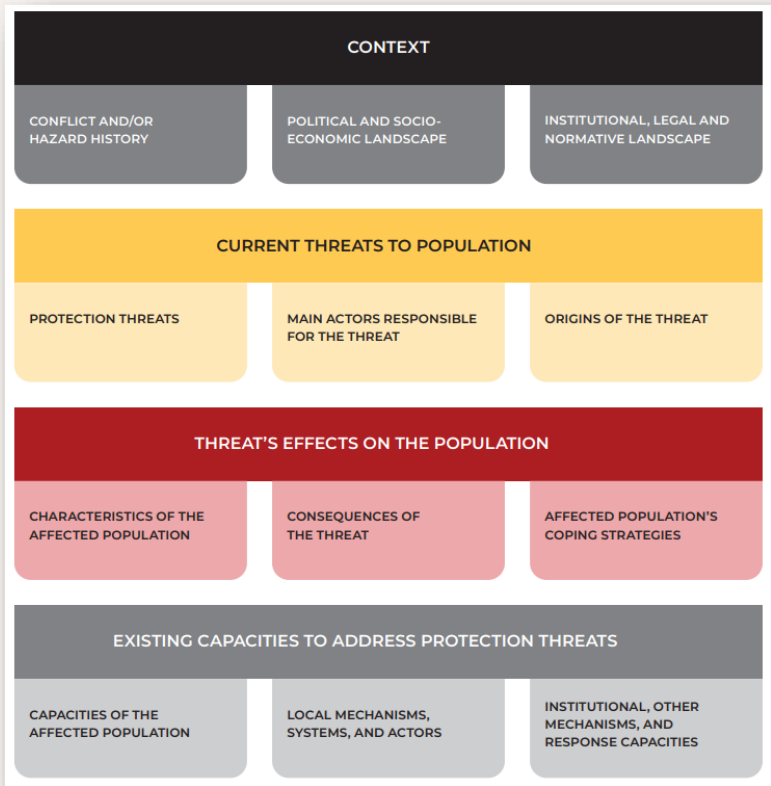 CONTEXT
CONFLICT AND/OR
HAZARD HISTORY
POLITICAL AND SOCIO-
ECONOMIC LANDSCAPE
INSTITUTIONAL, LEGAL AND
NORMATIVE LANDSCAPE
CURRENT THREATS TO POPULATION
PROTECTION THREATS
MAIN ACTORS RESPONSIBLE
FOR THE THREAT
ORIGINS OF THE THREAT
THREAT’S EFFECTS ON THE POPULATION
CHARACTERISTICS OF THE
AFFECTED POPULATION
CONSEQUENCES OF
THE THREAT
AFFECTED POPULATION’S
COPING STRATEGIES
EXISTING CAPACITIES TO ADDRESS PROTECTION THREATS
CAPACITIES OF THE
AFFECTED POPULATION
LOCAL MECHANISMS,
SYSTEMS, AND ACTORS
INSTITUTIONAL, OTHER
MECHANISMS, AND
RESPONSE CAPACITIES